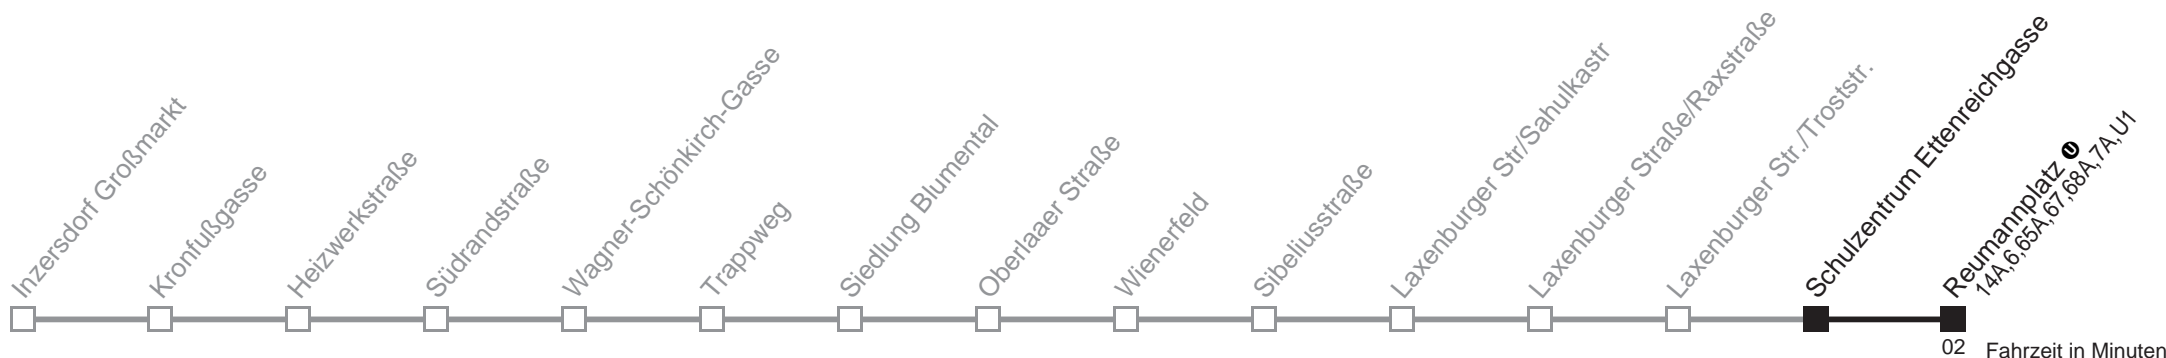 Inzersdorf Großmarkt
Kronfußgasse
Heizwerkstraße
Südrandstraße
Wagner-Schönkirch-Gasse
Trappweg
Siedlung Blumental
Oberlaaer Straße
Wienerfeld
Sibeliusstraße
Laxenburger Str/Sahulkastr
Laxenburger Straße/Raxstraße
Laxenburger Str./Troststr.
Schulzentrum Ettenreichgasse
Reumannplatz U
14A,6,65A,67,68A,7A,U1
02 Fahrzeit in Minuten